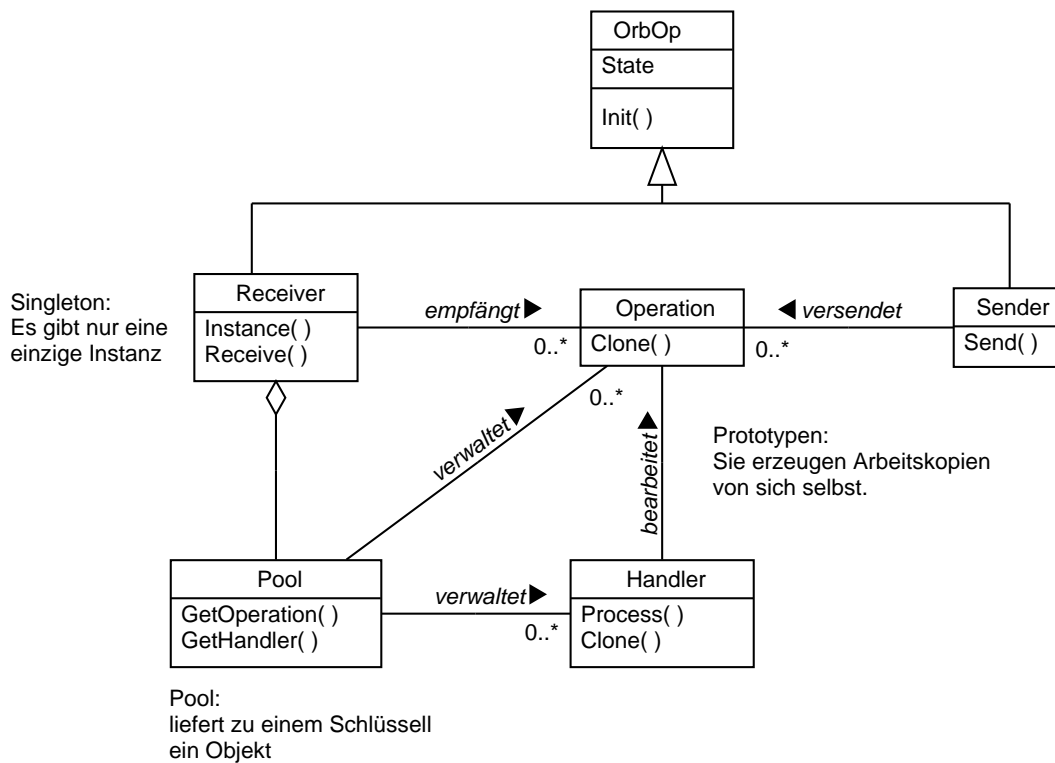 OrbOp
State
Init( )
Singleton:
Es gibt nur eine
einzige Instanz
Receiver
Instance( )
Receive( )
empfängt
0..*
Operation
Clone( )
versendet
0..*
Sender
Send( )
verwaltet
0..*
bearbeitet
Prototypen:
Sie erzeugen Arbeitskopien
von sich selbst.
Pool
GetOperation( )
GetHandler( )
verwaltet
0..*
Handler
Process( )
Clone( )
Pool:
liefert zu einem Schlüssell
ein Objekt